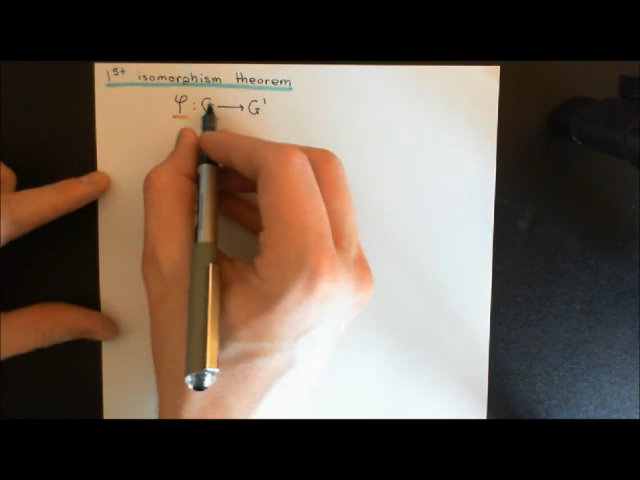 1st isomorphism theorem
φ : G → G'